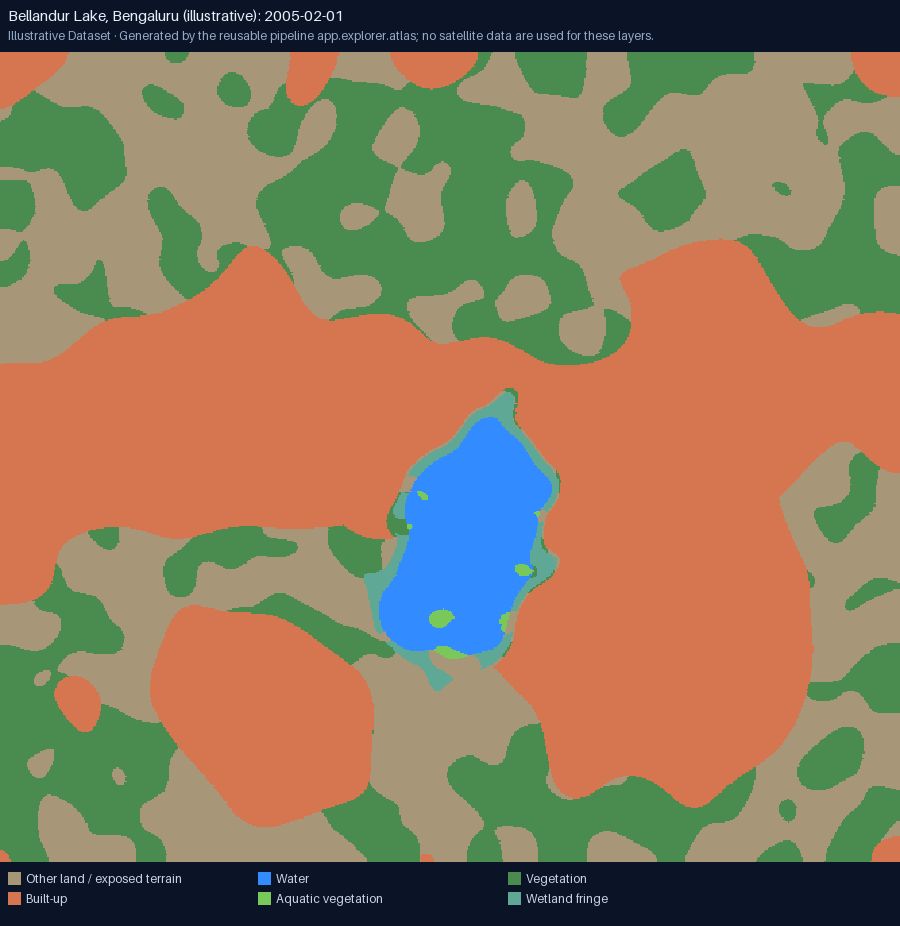 Bellandur Lake, Bengaluru (illustrative): 2005-02-01
Illustrative Dataset · Generated by the reusable pipeline app.explorer.atlas; no satellite data are used for these layers.
Other land / exposed terrain
Water
Vegetation
Built-up
Aquatic vegetation
Wetland fringe